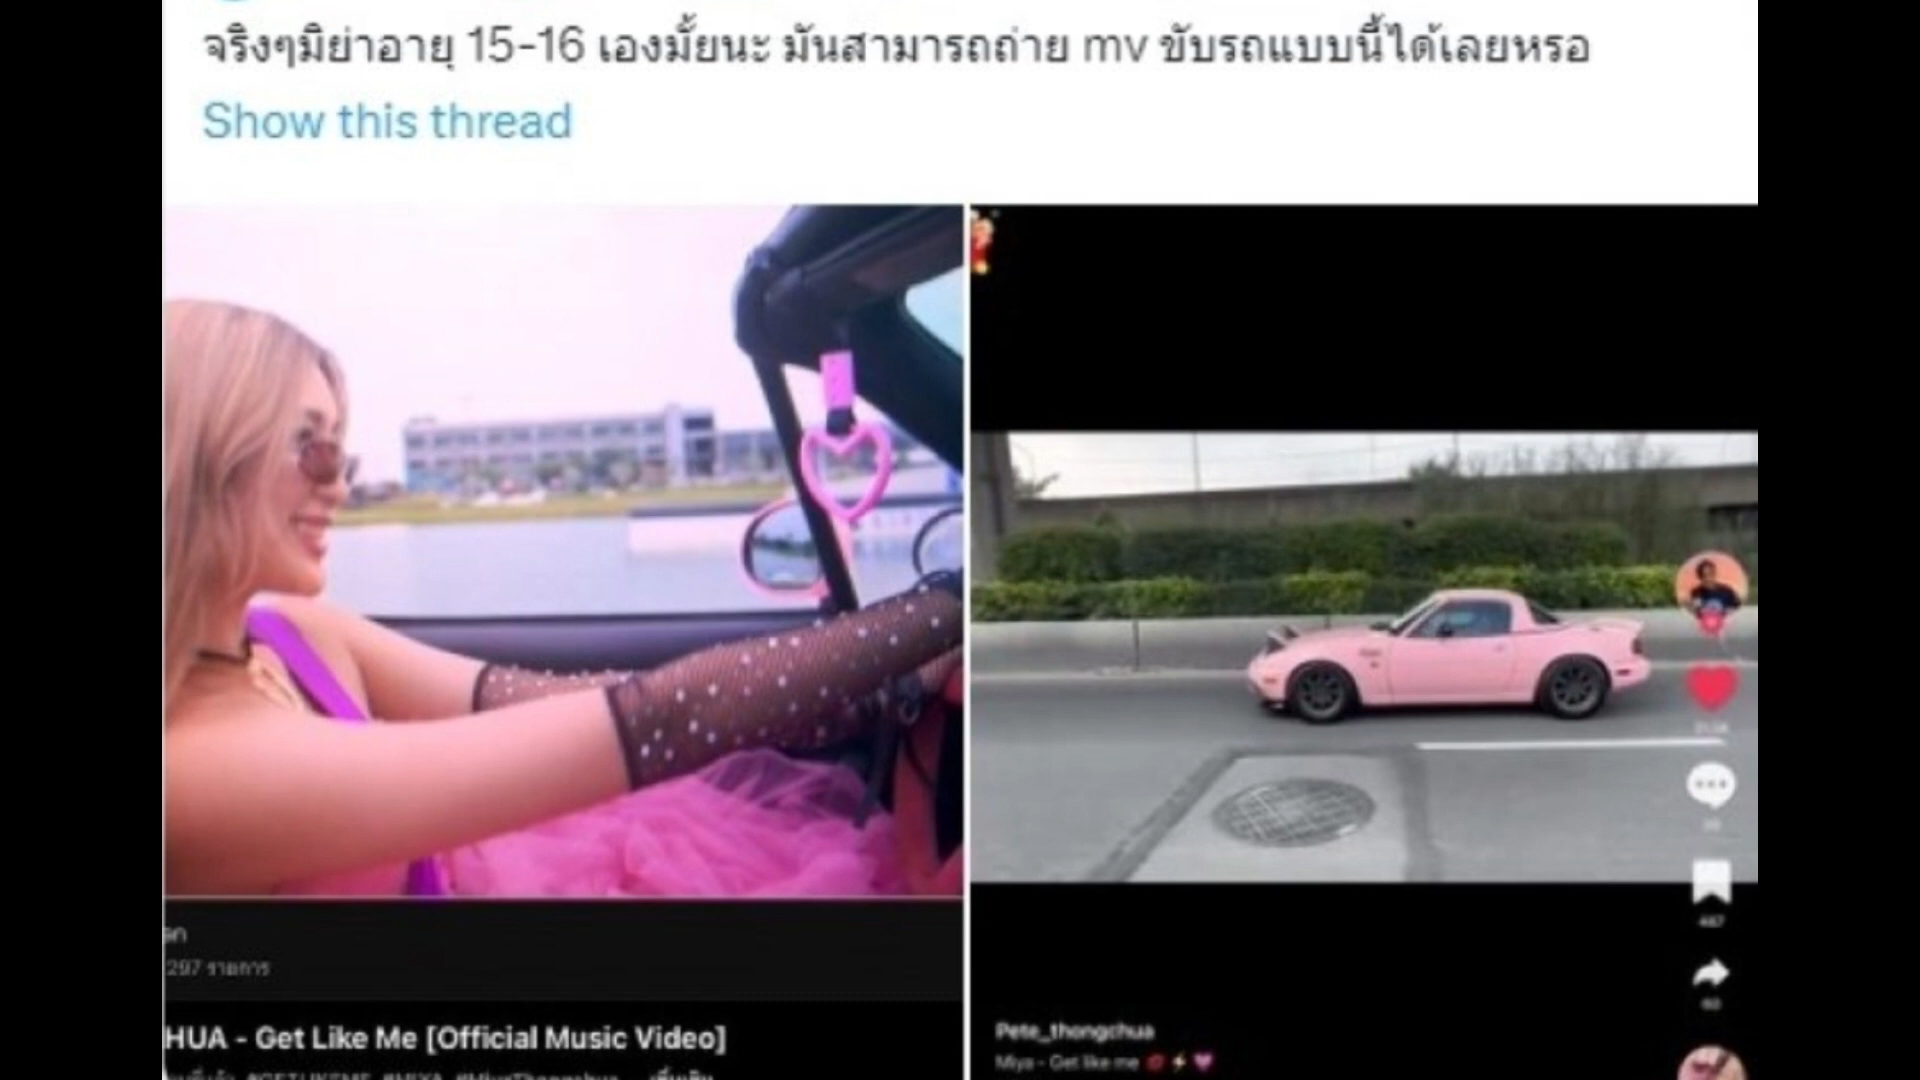 จริงๆมิย่าอายุ 15-16 เองมั้ยนะ มันสามารถถ่าย mv ขับรถแบบนี้ได้เลยหรอ
Show this thread
297 รายการ
HUA - Get Like Me [Official Music Video]
#GETLIKEME #MIYA #MiyaThongchua
Pete_thongchua
Miya - Get like me